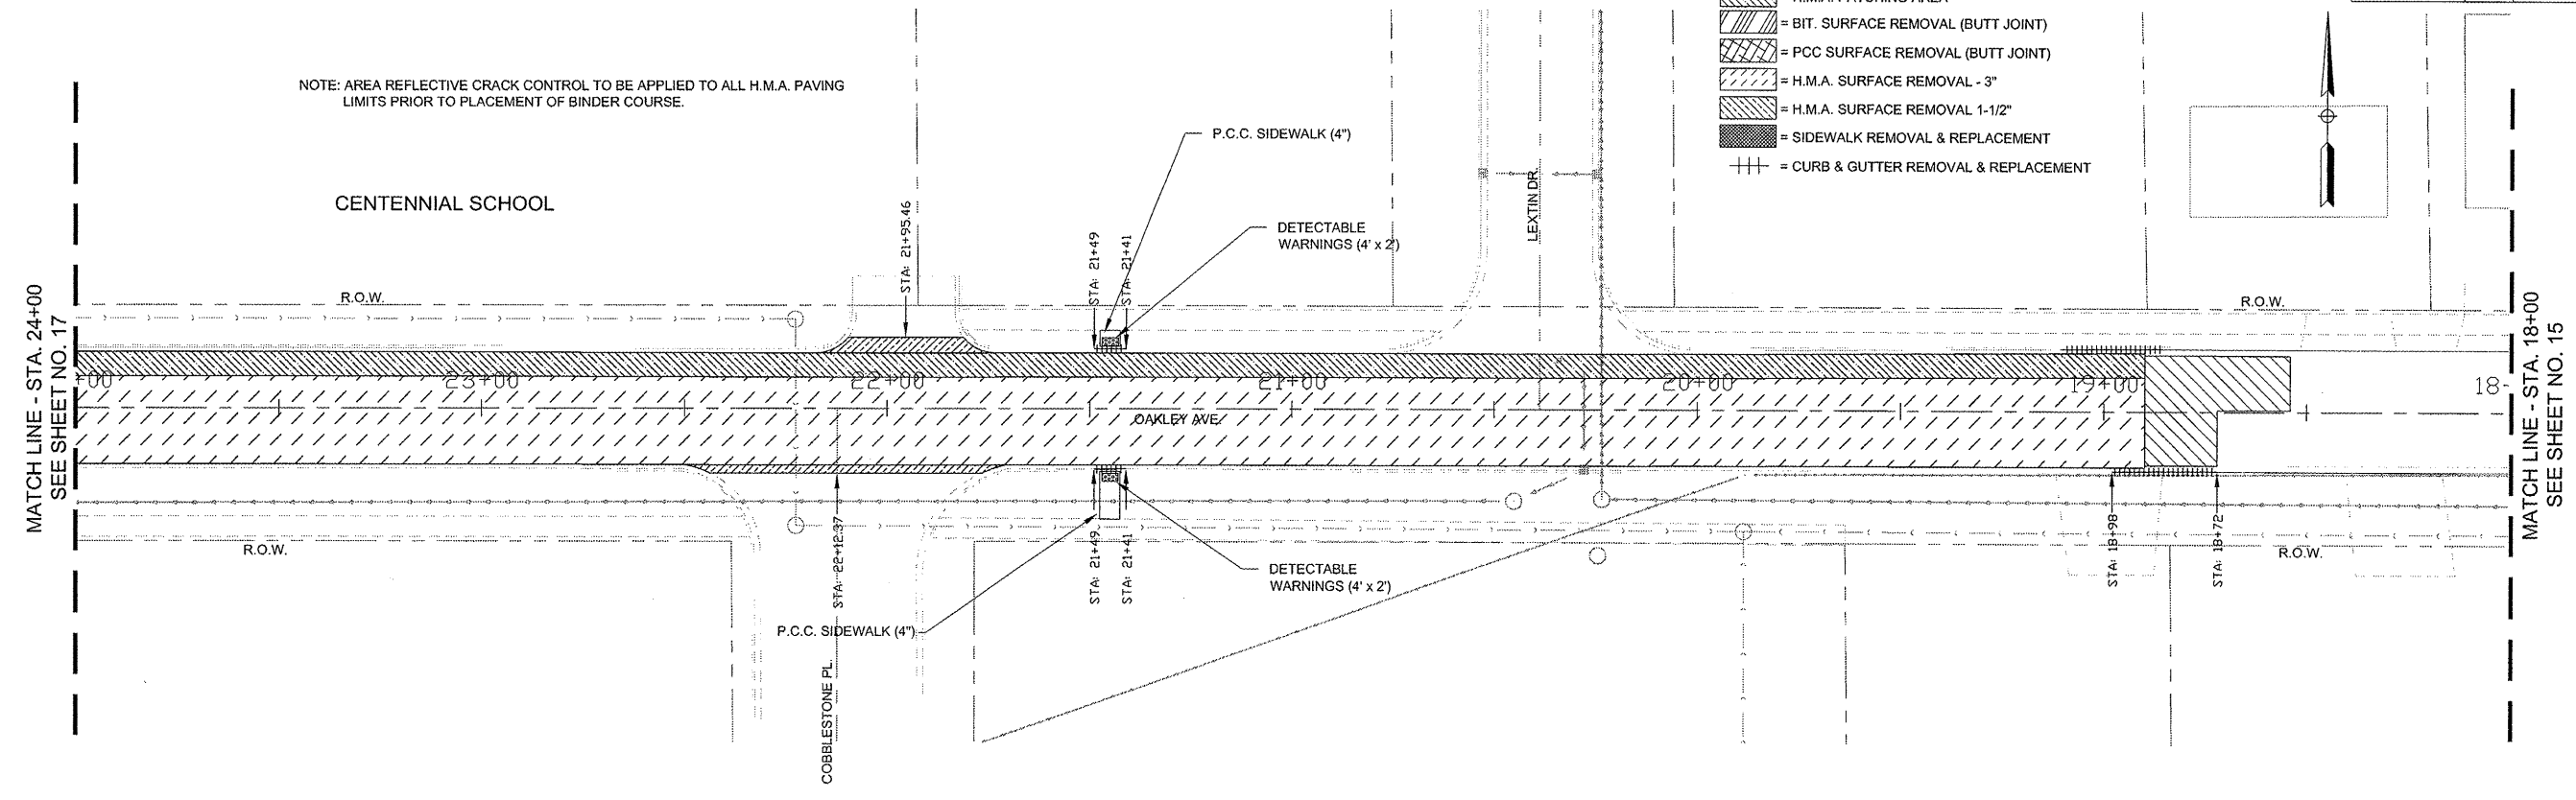 = BIT. SURFACE REMOVAL (BUTT JOINT)
= PCC SURFACE REMOVAL (BUTT JOINT)
= H.M.A. SURFACE REMOVAL - 3"
= H.M.A. SURFACE REMOVAL 1-1/2"
= SIDEWALK REMOVAL & REPLACEMENT
= CURB & GUTTER REMOVAL & REPLACEMENT
NOTE: AREA REFLECTIVE CRACK CONTROL TO BE APPLIED TO ALL H.M.A. PAVING
LIMITS PRIOR TO PLACEMENT OF BINDER COURSE.
CENTENNIAL SCHOOL
P.C.C. SIDEWALK (4")
DETECTABLE
WARNINGS (4' x 2')
LEXTIN DR.
STA: 21+95.46
STA: 21+49
STA: 21+41
R.O.W.
R.O.W.
MATCH LINE - STA. 24+00
SEE SHEET NO. 17
+00
23+00
22+00
21+00
20+00
19+00
18-
OAKLEY AVE.
MATCH LINE - STA. 18+00
SEE SHEET NO. 15
R.O.W.
R.O.W.
STA: 22+12.37
STA: 21+49
STA: 21+41
STA: 18+98
STA: 18+72
DETECTABLE
WARNINGS (4' x 2')
P.C.C. SIDEWALK (4")
COBBLESTONE PL.